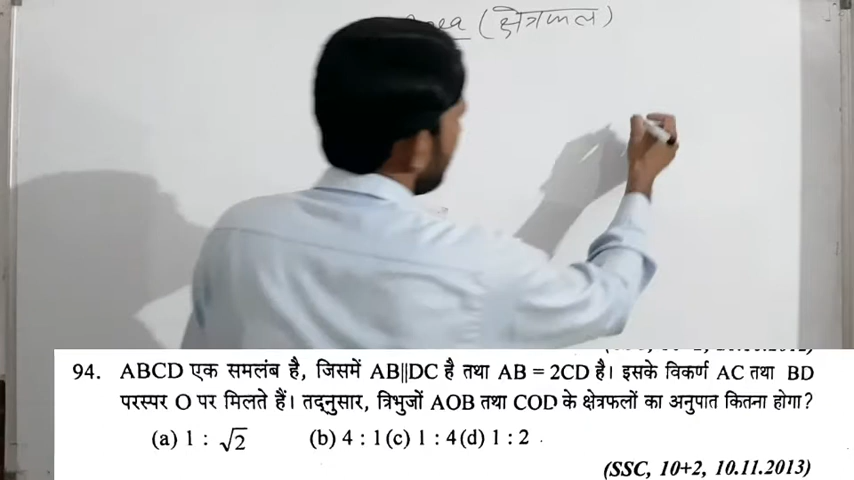 (क्षेत्रफल)
94. ABCD एक समलंब है, जिसमें AB||DC है तथा AB = 2CD है। इसके विकर्ण AC तथा BD
परस्पर O पर मिलते हैं। तद्नुसार, त्रिभुजों AOB तथा COD के क्षेत्रफलों का अनुपात कितना होगा?
(a) 1 : √2 (b) 4 : 1 (c) 1 : 4 (d) 1 : 2
(SSC, 10+2, 10.11.2013)